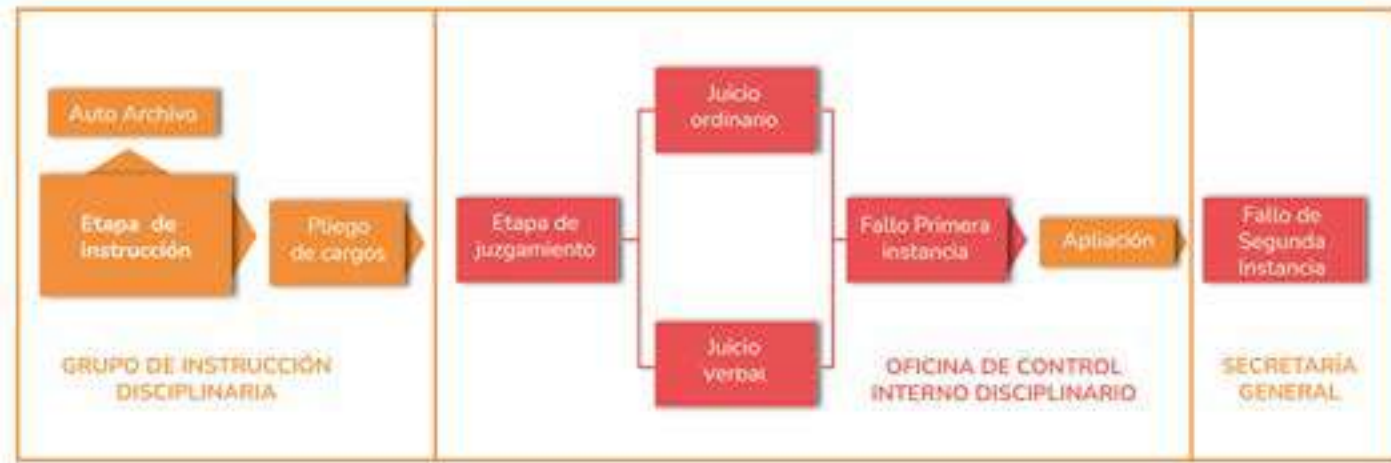 Auto Archivo
Etapa de
Instrucción
Pliego
de cargos
GRUPO DE INSTRUCCIÓN
DISCIPLINARIA
Etapa de
juzgamiento
Juicio
ordinario
Juicio
verbal
Fallo Primera
instancia
Apliación
OFICINA DE CONTROL
INTERNO DISCIPLINARIO
Fallo de
Segunda
Instancia
SECRETARÍA
GENERAL